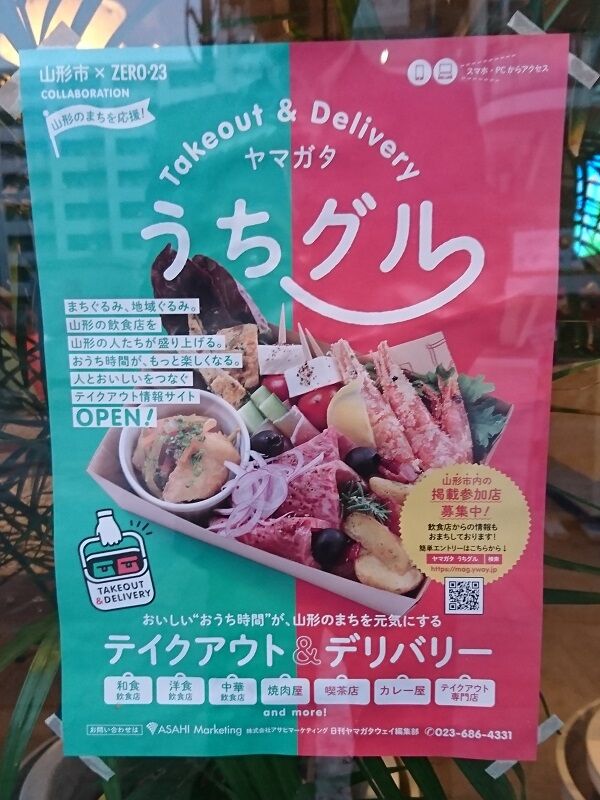 山形市 × ZERO・23
COLLABORATION
山形のまちを応援!
スマホ・PCからアクセス
Takeout & Delivery
ヤマガタ
うちグル
まちぐるみ、地域ぐるみ。
山形の飲食店を
山形の人たちが盛り上げる。
おうち時間が、もっと楽しくなる。
人とおいしいをつなぐ
テイクアウト情報サイト
OPEN!
TAKEOUT
& DELIVERY
山形市内の
掲載参加店
募集中!
飲食店からの情報も
おまちしております!
簡単エントリーはこちらから↓
ヤマガタ うちグル 検索
https://mag.yway.jp
おいしい“おうち時間”が、山形のまちを元気にする
テイクアウト&デリバリー
和食
飲食店
洋食
飲食店
中華
飲食店
焼肉屋
喫茶店
カレー屋
テイクアウト
専門店
and more!
お問い合わせは ASAHI Marketing 株式会社アサヒマーケティング 日刊ヤマガタウェイ編集部 023-686-4331